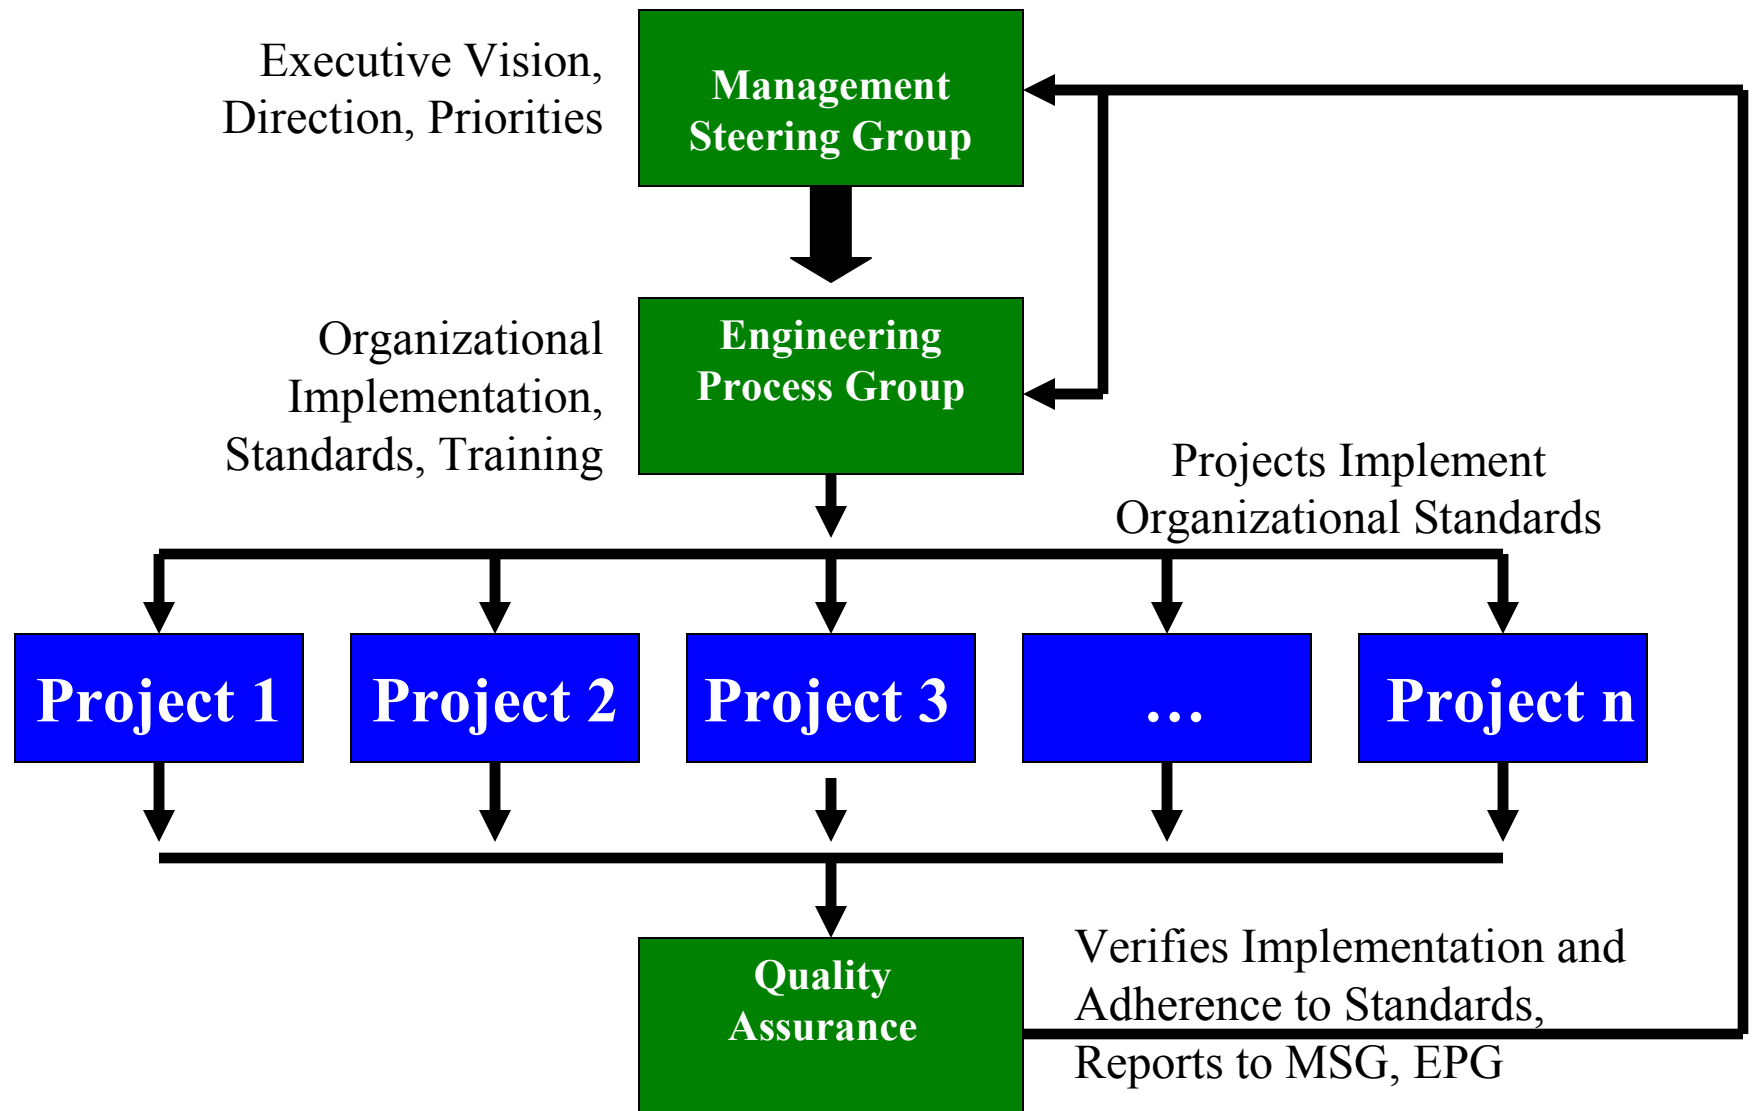 Executive Vision,
Direction, Priorities
Management
Steering Group
Organizational
Implementation,
Standards, Training
Engineering
Process Group
Projects Implement
Organizational Standards
Project 1
Project 2
Project 3
…
Project n
Quality
Assurance
Verifies Implementation and
Adherence to Standards,
Reports to MSG, EPG